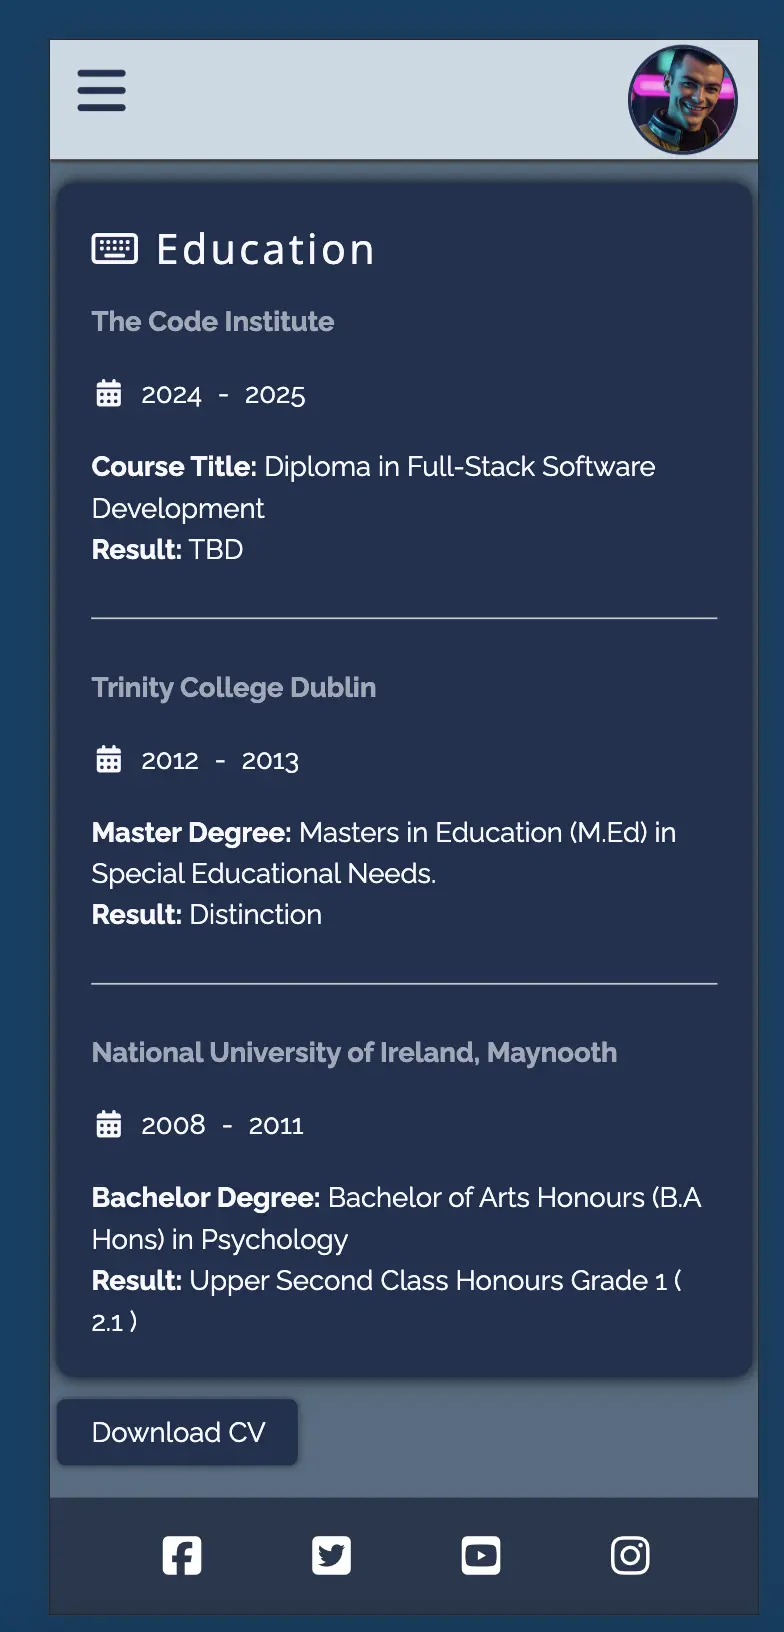 Education
The Code Institute
2024 - 2025
Course Title: Diploma in Full-Stack Software
Development
Result: TBD
Trinity College Dublin
2012 - 2013
Master Degree: Masters in Education (M.Ed) in
Special Educational Needs.
Result: Distinction
National University of Ireland, Maynooth
2008 - 2011
Bachelor Degree: Bachelor of Arts Honours (B.A
Hons) in Psychology
Result: Upper Second Class Honours Grade 1 (
2.1 )
Download CV